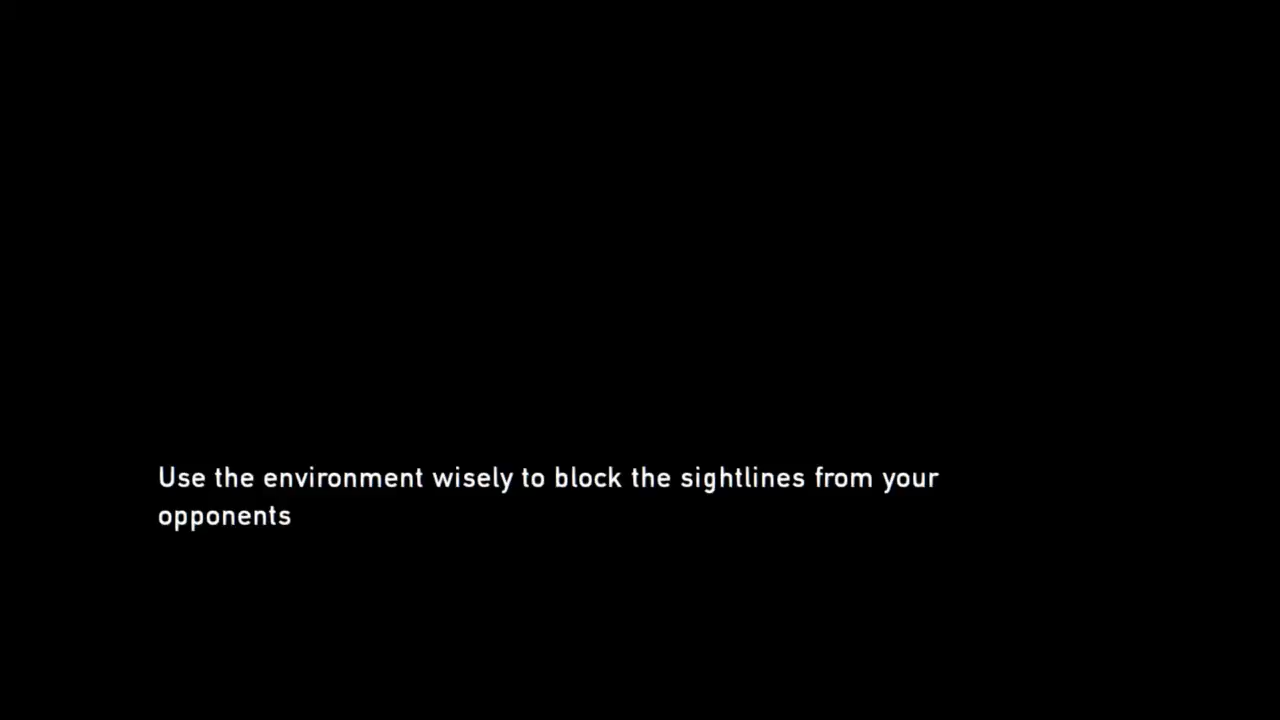 Use the environment wisely to block the sightlines from your
opponents